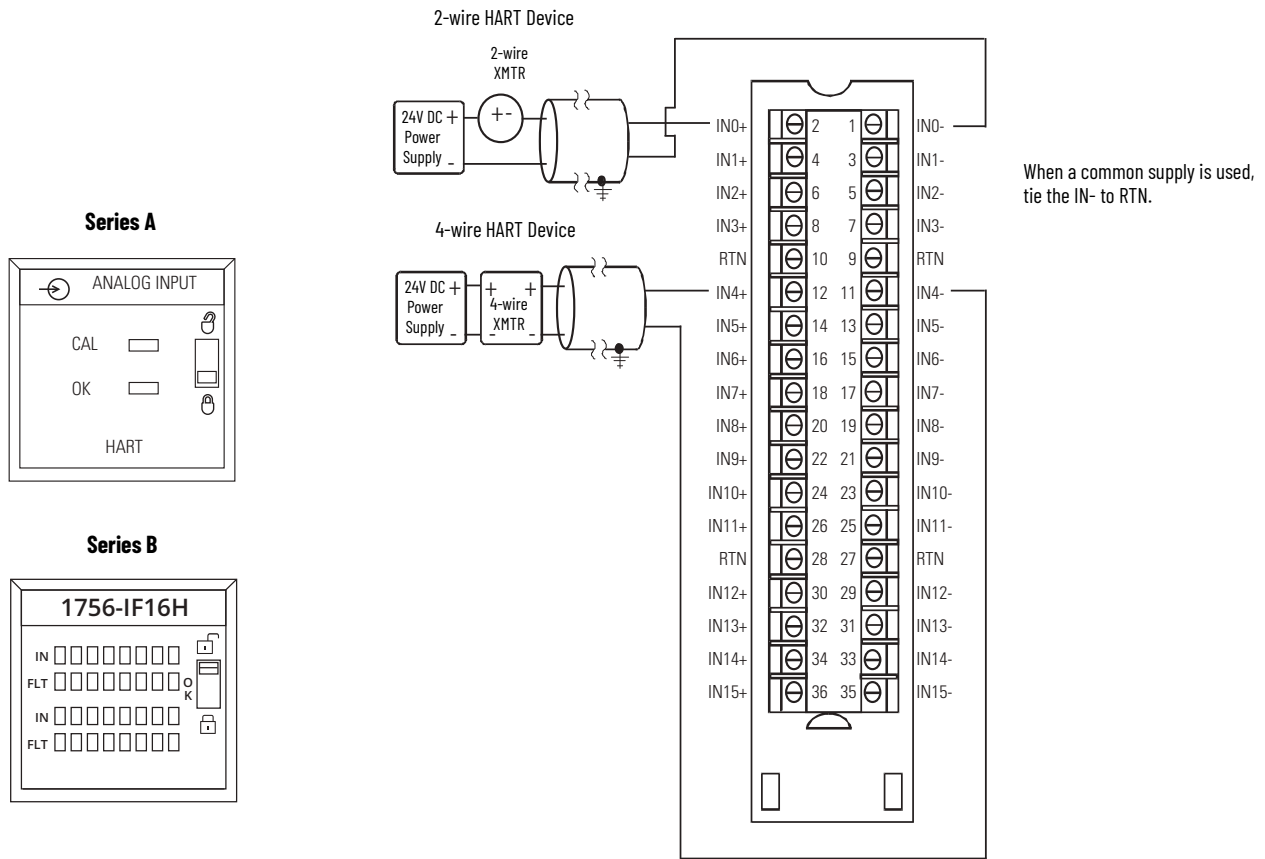 2-wire HART Device
2-wire
XMTR
+ -
24V DC +
Power
Supply -
4-wire HART Device
24V DC +
Power
Supply -
+ +
4-wire
XMTR
- -
IN0+ 2 1 IN0-
IN1+ 4 3 IN1-
IN2+ 6 5 IN2-
IN3+ 8 7 IN3-
RTN 10 9 RTN
IN4+ 12 11 IN4-
IN5+ 14 13 IN5-
IN6+ 16 15 IN6-
IN7+ 18 17 IN7-
IN8+ 20 19 IN8-
IN9+ 22 21 IN9-
IN10+ 24 23 IN10-
IN11+ 26 25 IN11-
RTN 28 27 RTN
IN12+ 30 29 IN12-
IN13+ 32 31 IN13-
IN14+ 34 33 IN14-
IN15+ 36 35 IN15-
When a common supply is used,
tie the IN- to RTN.
Series A
ANALOG INPUT
CAL
OK
HART
Series B
1756-IF16H
IN
FLT
OK
IN
FLT